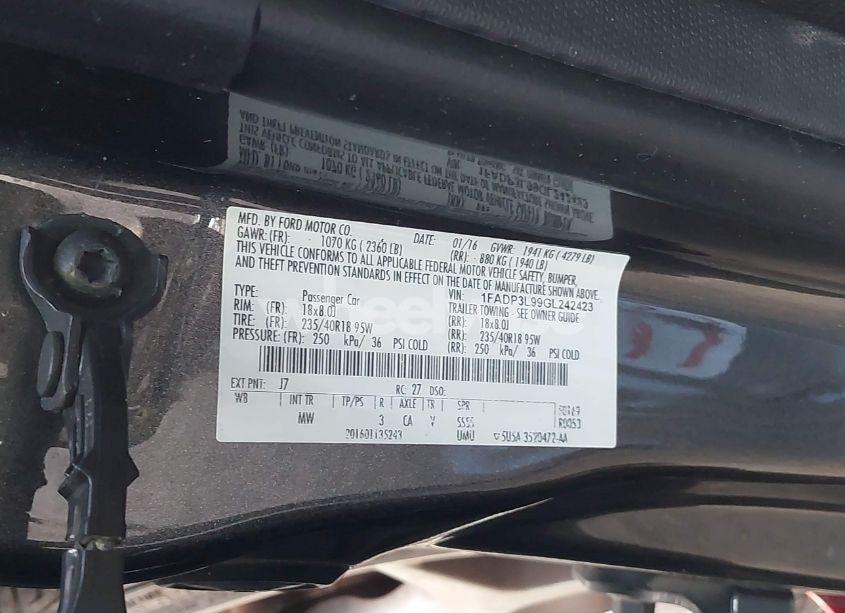 MFD. BY FORD MOTOR CO.
DATE: 01/16 GVWR: 1941 KG ( 4279 LB)
GAWR: (FR): 1070 KG ( 2360 LB) (RR): 880 KG ( 1940 LB)
THIS VEHICLE CONFORMS TO ALL APPLICABLE FEDERAL MOTOR VEHICLE SAFETY, BUMPER,
AND THEFT PREVENTION STANDARDS IN EFFECT ON THE DATE OF MANUFACTURE SHOWN ABOVE.
VIN: 1FADP3L99GL242423
TYPE: Passenger Car TRAILER TOWING - SEE OWNER GUIDE
RIM: (FR): 18x8.0J (RR): 18x8.0J
TIRE: (FR): 235/40R18 95W (RR): 235/40R18 95W
PRESSURE: (FR): 250 kPa/ 36 PSI COLD (RR): 250 kPa/ 36 PSI COLD
EXT PNT: J7 RC: 27 DSO:
WB INT TR TP/PS R AXLE TR SPR
MW 3 CA V SSSS R0053
201601135243 UMU